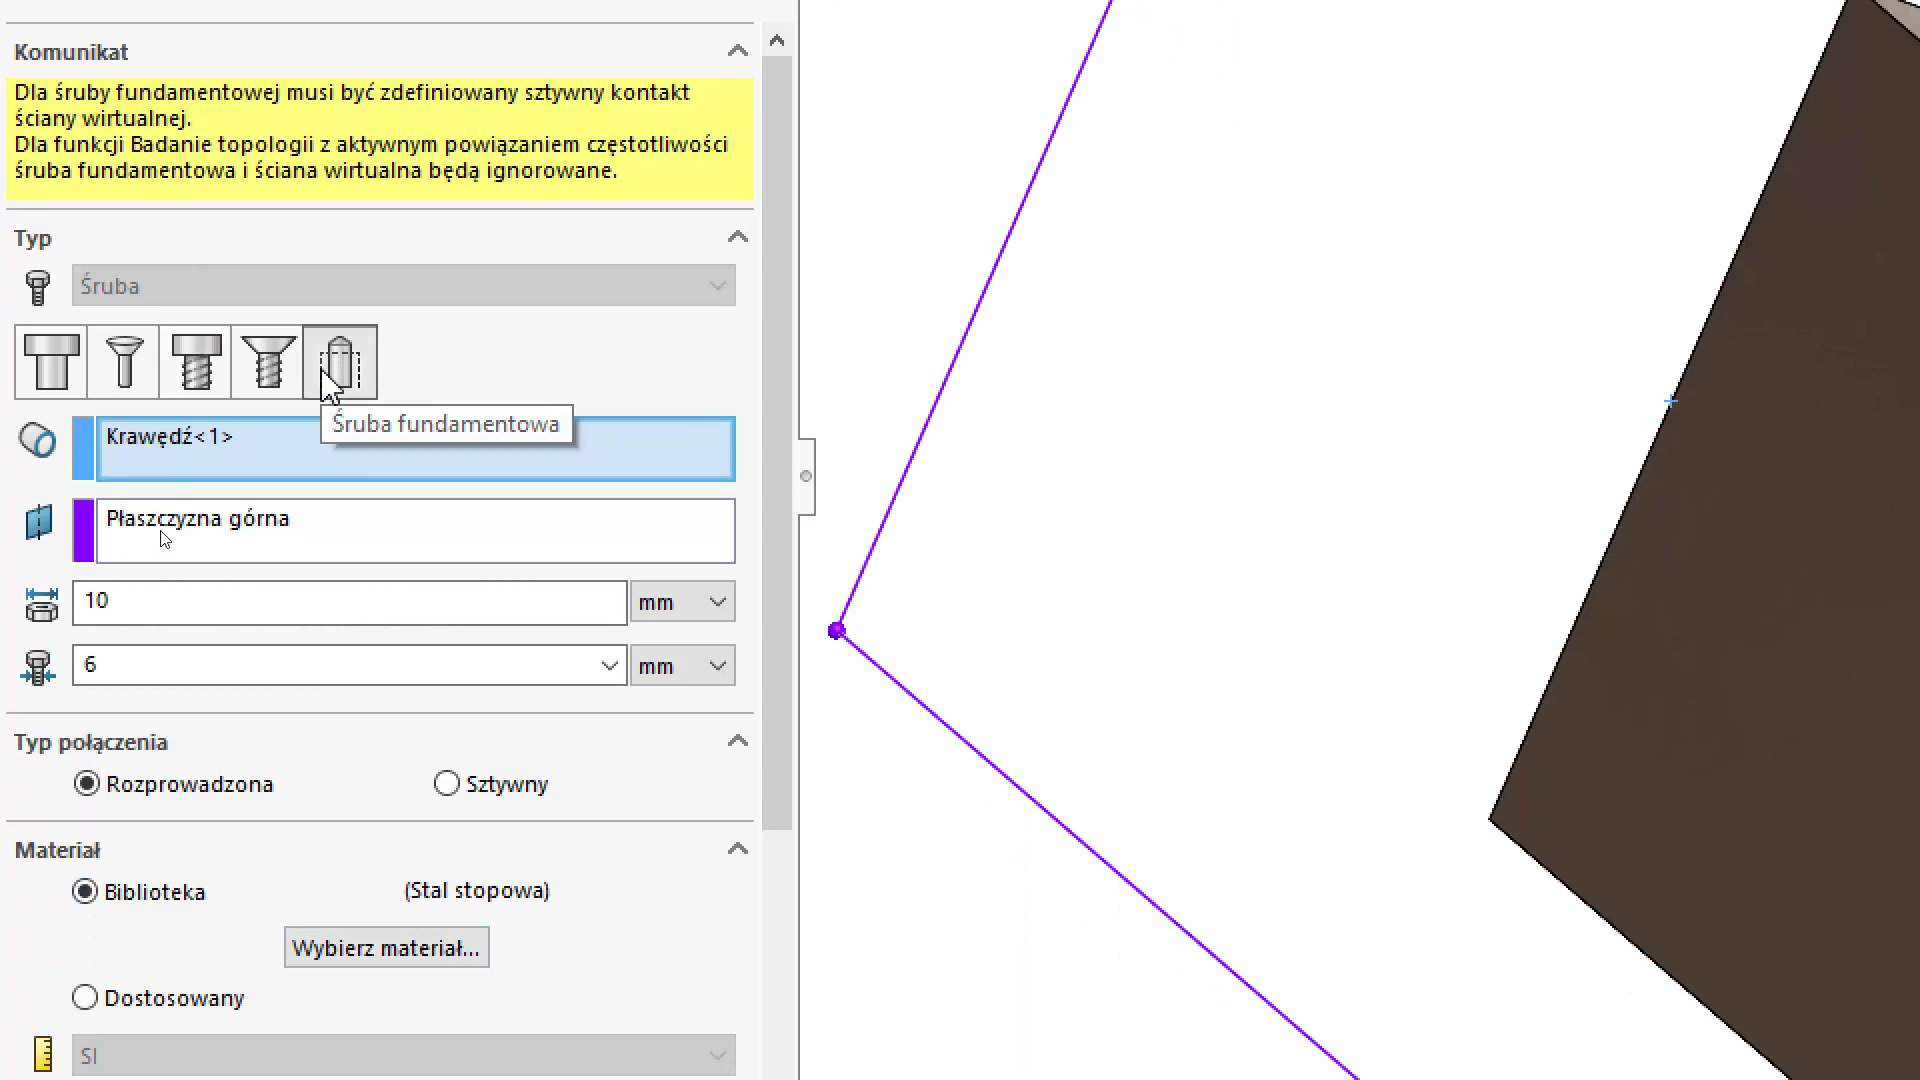 Komunikat
Dla śruby fundamentowej musi być zdefiniowany sztywny kontakt
ściany wirtualnej.
Dla funkcji Badanie topologii z aktywnym powiązaniem częstotliwości
śruba fundamentowa i ściana wirtualna będą ignorowane.
Typ
Śruba
Śruba fundamentowa
Krawędź<1>
Płaszczyzna górna
10 mm
6 mm
Typ połączenia
Rozprowadzona Sztywny
Materiał
Biblioteka (Stal stopowa)
Wybierz materiał...
Dostosowany
SI